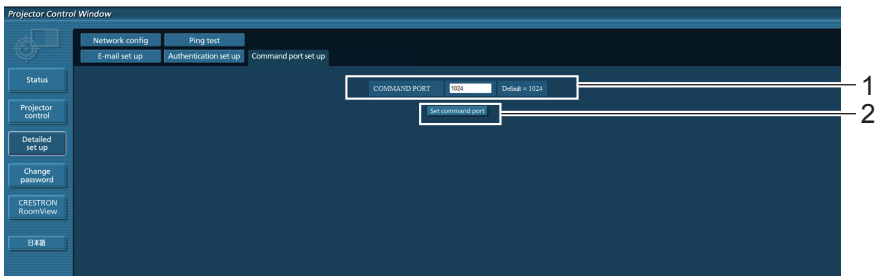 Projector Control Window
Network config
Ping test
E-mail set up
Authentication set up
Command port set up
Status
Projector
control
Detailed
set up
Change
password
CRESTRON
RoomView
日本語
COMMAND PORT
1024
Default = 1024
Set command port
1
2